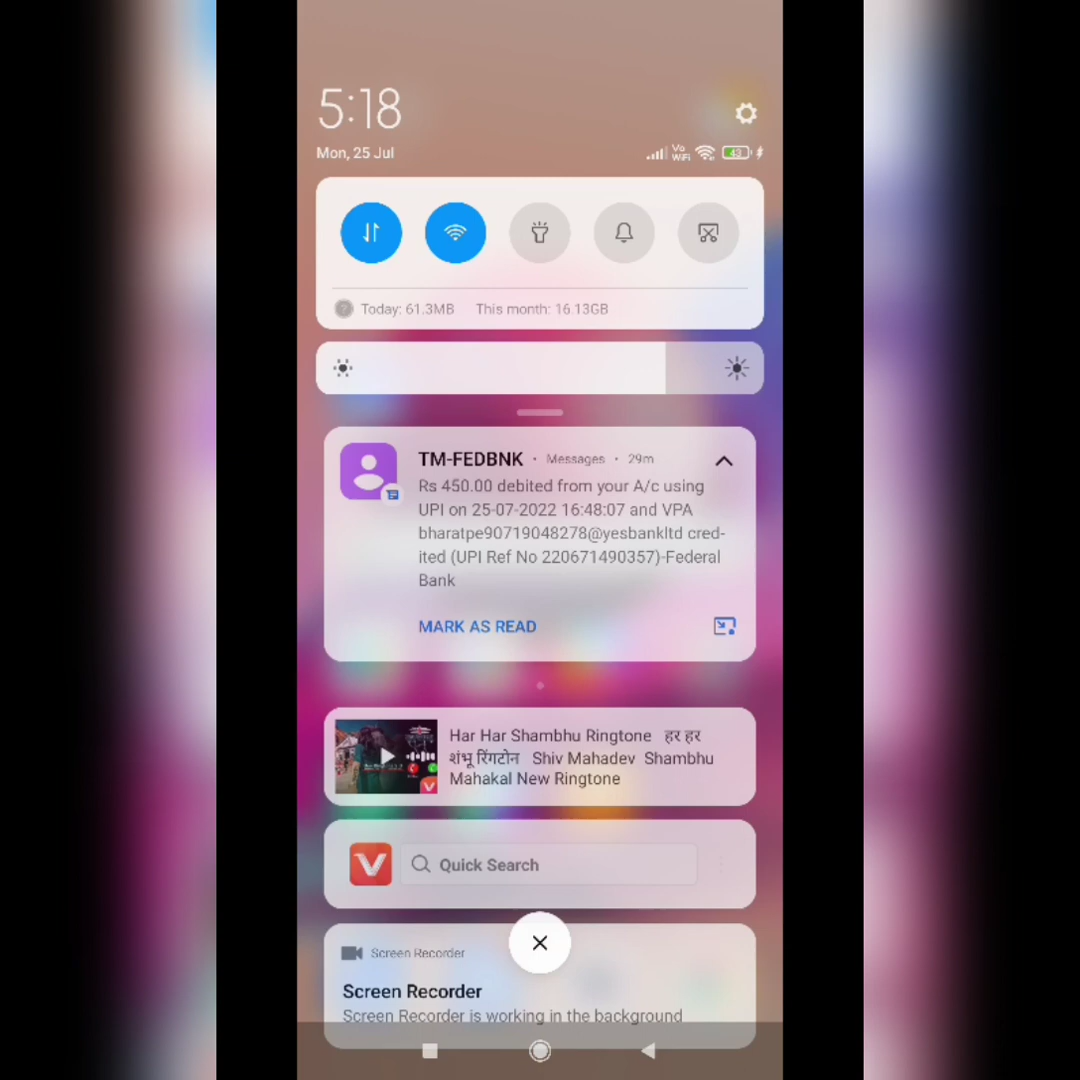 5:18
Mon, 25 Jul
Vo
WiFi
43
Today: 61.3MB This month: 16.13GB
TM-FEDBNK · Messages · 29m
Rs 450.00 debited from your A/c using
UPI on 25-07-2022 16:48:07 and VPA
bharatpe90719048278@yesbankltd cred-
ited (UPI Ref No 220671490357)-Federal
Bank
MARK AS READ
Har Har Shambhu Ringtone हर हर
शंभू रिंगटोन Shiv Mahadev Shambhu
Mahakal New Ringtone
Quick Search
Screen Recorder
Screen Recorder
Screen Recorder is working in the background